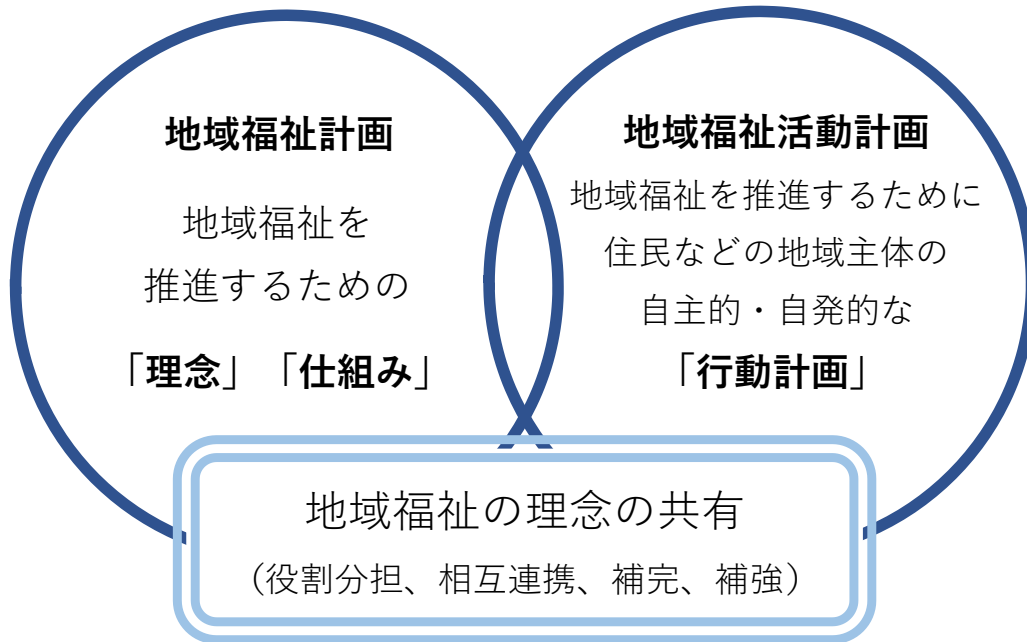 地域福祉計画
地域福祉を
推進するための
「理念」「仕組み」
地域福祉活動計画
地域福祉を推進するために
住民などの地域主体の
自主的・自発的な
「行動計画」
地域福祉の理念の共有
（役割分担、相互連携、補完、補強）